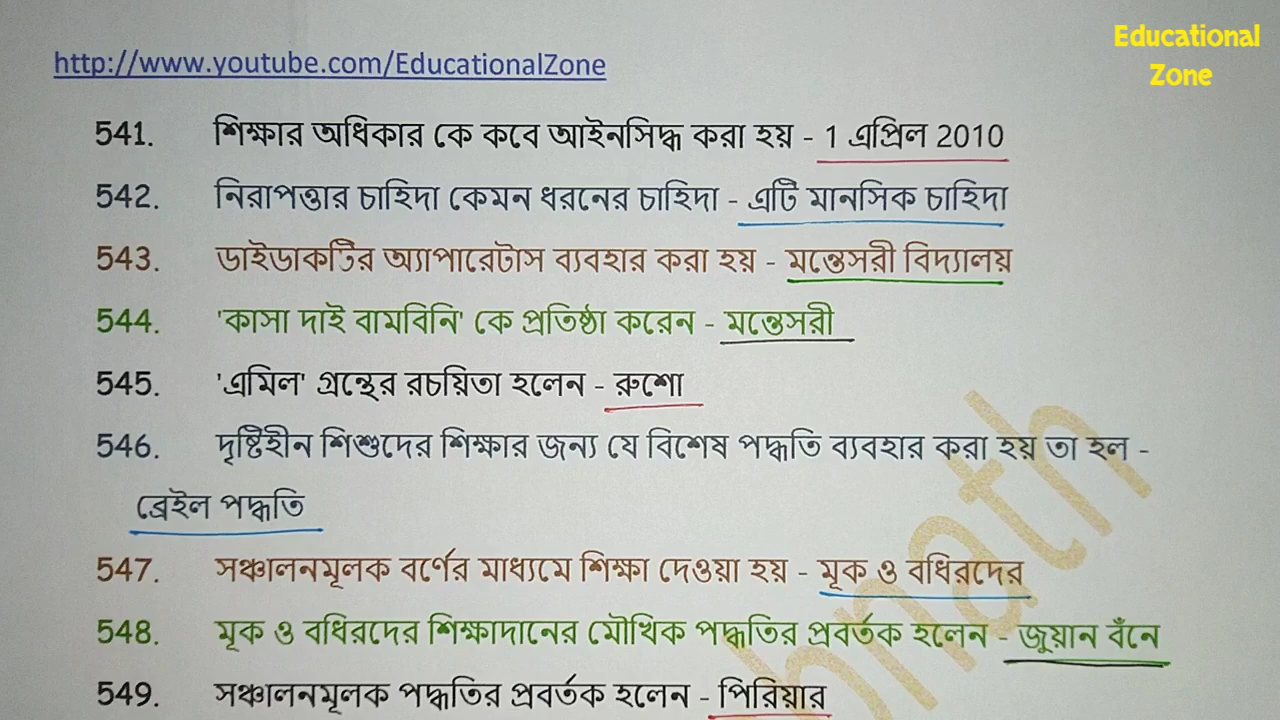 Educational
Zone
http://www.youtube.com/EducationalZone
541. শিক্ষার অধিকার কে কবে আইনসিদ্ধ করা হয় - 1 এপ্রিল 2010
542. নিরাপত্তার চাহিদা কেমন ধরনের চাহিদা - এটি মানসিক চাহিদা
543. ডাইডাকটির অ্যাপারেটাস ব্যবহার করা হয় - মন্তেসরী বিদ্যালয়
544. 'কাসা দাই বামবিনি' কে প্রতিষ্ঠা করেন - মন্তেসরী
545. 'এমিল' গ্রন্থের রচয়িতা হলেন - রুশো
546. দৃষ্টিহীন শিশুদের শিক্ষার জন্য যে বিশেষ পদ্ধতি ব্যবহার করা হয় তা হল -
ব্রেইল পদ্ধতি
547. সঞ্চালনমূলক বর্ণের মাধ্যমে শিক্ষা দেওয়া হয় - মূক ও বধিরদের
548. মূক ও বধিরদের শিক্ষাদানের মৌখিক পদ্ধতির প্রবর্তক হলেন - জুয়ান বঁনে
549. সঞ্চালনমূলক পদ্ধতির প্রবর্তক হলেন - পিরিয়ার